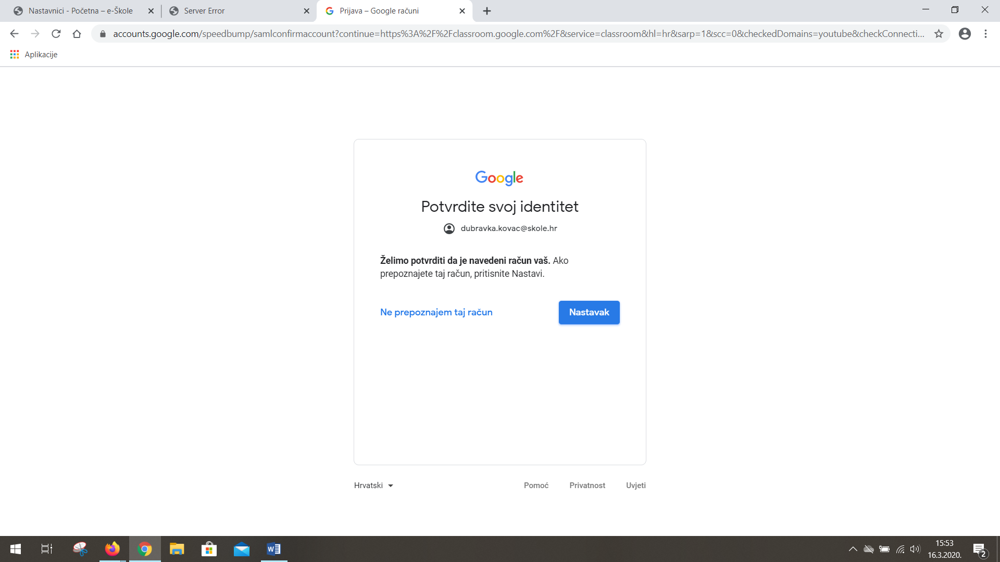 Nastavnici - Početna – e-Škole
Server Error
Prijava – Google računi
accounts.google.com/speedbump/samlconfirmaccount?continue=https%3A%2F%2Fclassroom.google.com%2F&service=classroom&hl=hr&sarp=1&scc=0&checkedDomains=youtube&checkConnecti...
Aplikacije
Google
Potvrdite svoj identitet
dubravka.kovac@skole.hr
Želimo potvrditi da je navedeni račun vaš. Ako
prepoznajete taj račun, pritisnite Nastavi.
Ne prepoznajem taj račun
Nastavak
Hrvatski
Pomoć
Privatnost
Uvjeti
15:53
16.3.2020.
2